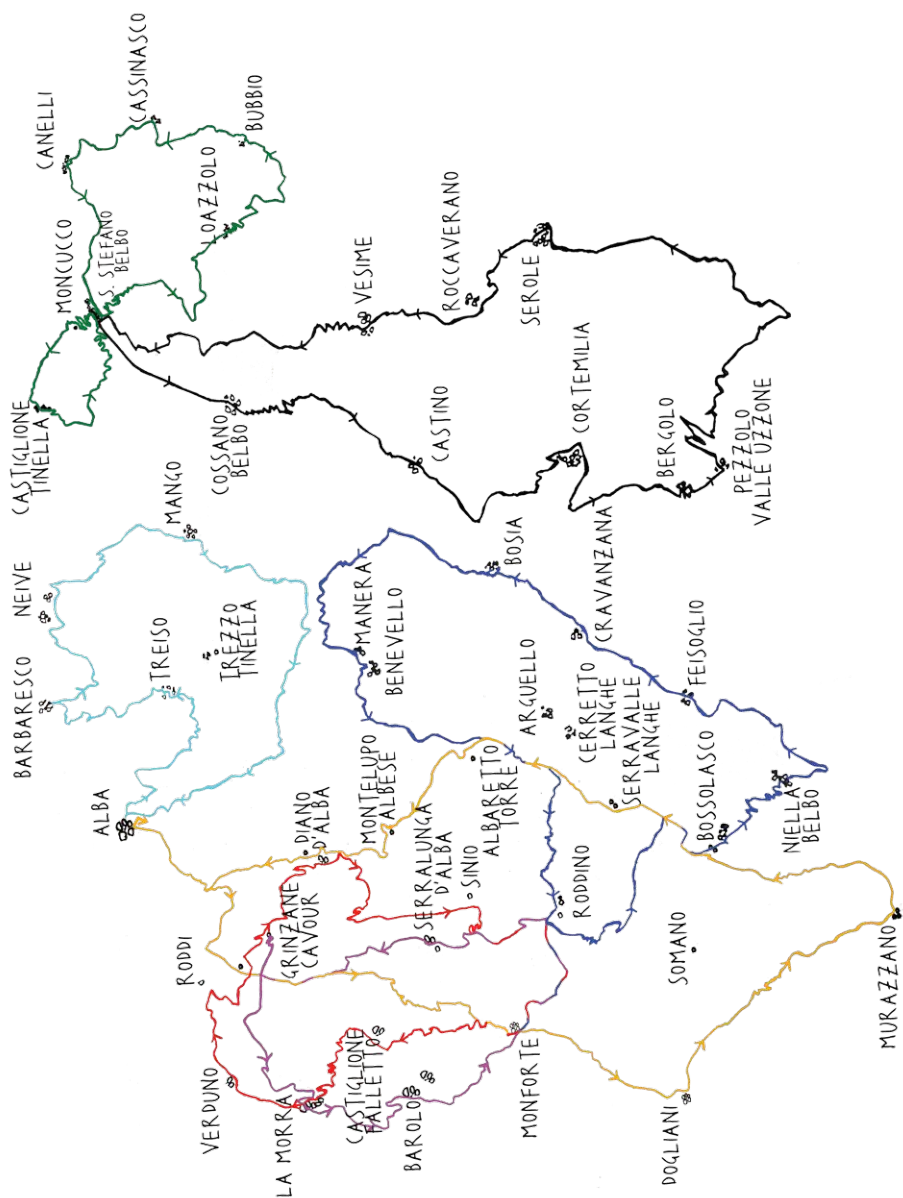 CASTIGLIONE
TINELLA
BARBARESCO
NEIVE
CANELLI
MONCUCCO
ALBA
S. STEFANO
BELBO
CASSINASCO
TREISO
MANGO
RODDI
VERDUNO
LOAZZOLO
COSSANO
BELBO
TREZZO
TINELLA
BUBBIO
LA MORRA
GRINZANE
CAVOUR
DIANO
D'ALBA
CASTIGLIONE
FALLETTO
MONTELUPO
ALBESE
MANERA
VESIME
BENEVELLO
BAROLO
SERRALUNGA
D'ALBA
CASTINO
ROCCAVERANO
SINIO
ALBARETTO
TORRE
BOSIA
ARGUELLO
MONFORTE
SEROLE
RODDINO
CERRETTO
LANGHE
CORTEMILIA
CRAVANZANA
SERRAVALLE
LANGHE
SOMANO
DOGLIANI
BERGOLO
FEISOGLIO
BOSSOLASCO
PEZZOLO
VALLE UZZONE
NIELLA
BELBO
MURAZZANO